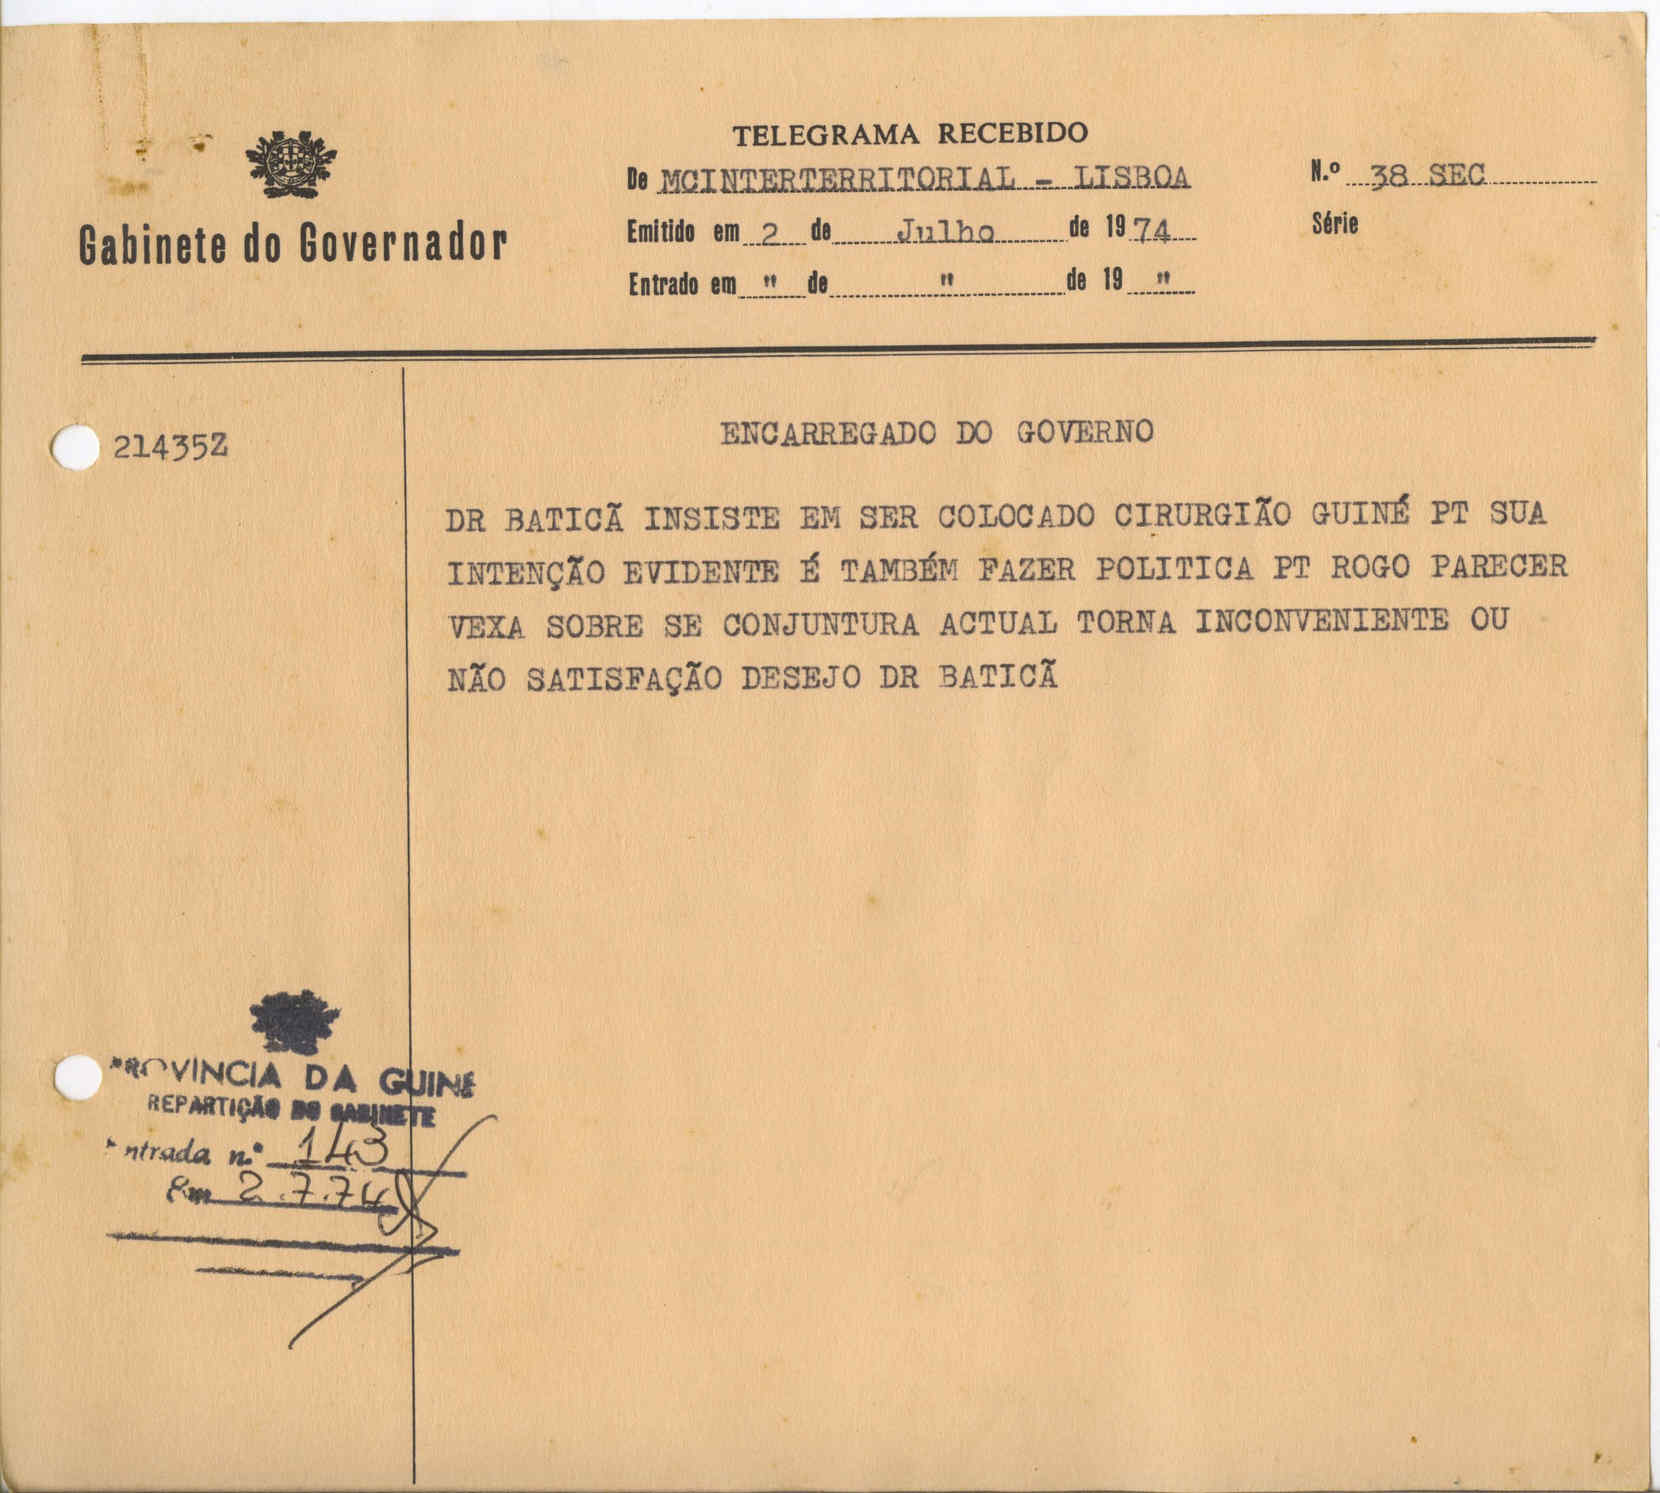 TELEGRAMA RECEBIDO
De MCINTERTERRITORIAL - LISBOA
N.º 38 SEC
Gabinete do Governador
Emitido em 2 de Julho de 1974
Série
Entrado em " de " de 19 "
21435Z
ENCARREGADO DO GOVERNO
DR BATICÃ INSISTE EM SER COLOCADO CIRURGIÃO GUINÉ PT SUA
INTENÇÃO EVIDENTE É TAMBÉM FAZER POLITICA PT ROGO PARECER
VEXA SOBRE SE CONJUNTURA ACTUAL TORNA INCONVENIENTE OU
NÃO SATISFAÇÃO DESEJO DR BATICÃ
PROVINCIA DA GUINÉ
REPARTIÇÃO DO GABINETE
Entrada n.º 143
Em 2.7.74